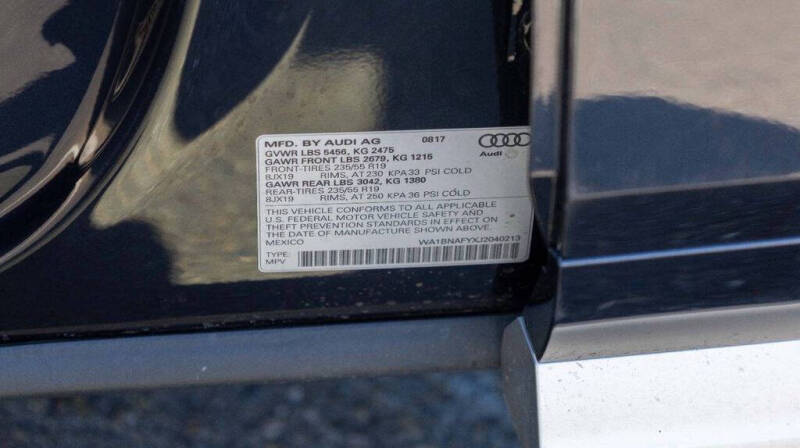 MFD. BY AUDI AG 0817
GVWR LBS 5456, KG 2475
GAWR FRONT LBS 2679, KG 1215
Audi
FRONT-TIRES 235/55 R19
8JX19 RIMS, AT 230 KPA 33 PSI COLD
GAWR REAR LBS 3042, KG 1380
REAR-TIRES 235/55 R19
8JX19 RIMS, AT 250 KPA 36 PSI COLD
THIS VEHICLE CONFORMS TO ALL APPLICABLE
U.S. FEDERAL MOTOR VEHICLE SAFETY AND
THEFT PREVENTION STANDARDS IN EFFECT ON
THE DATE OF MANUFACTURE SHOWN ABOVE.
MEXICO WA1BNAFYXJ2040213
TYPE:
MPV